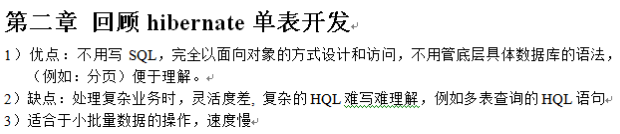 第二章 回顾 hibernate 单表开发
1）优点：不用写 SQL，完全以面向对象的方式设计和访问，不用管底层具体数据库的语法，
（例如：分页）便于理解。
2）缺点：处理复杂业务时，灵活度差, 复杂的 HQL 难写难理解，例如多表查询的 HQL 语句
3）适合于小批量数据的操作，速度慢